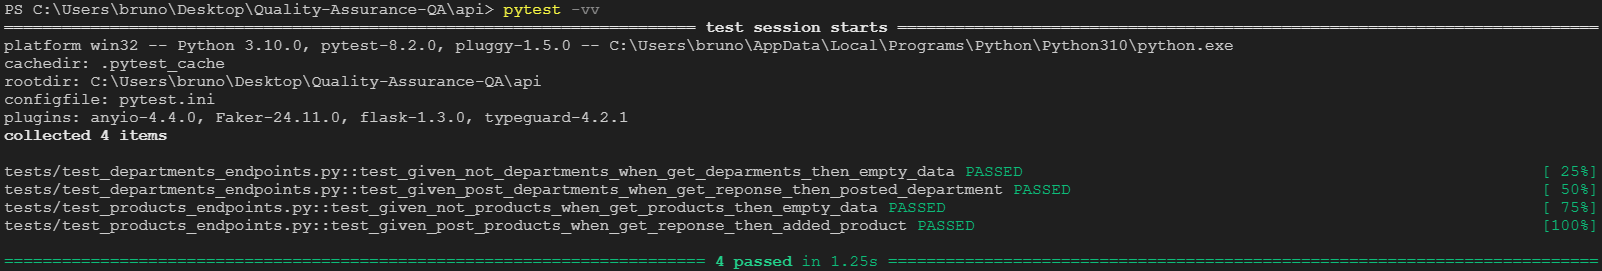 PS C:\Users\bruno\Desktop\Quality-Assurance-QA\api> pytest -vv
============================================================================ test session starts =============================================================================
platform win32 -- Python 3.10.0, pytest-8.2.0, pluggy-1.5.0 -- C:\Users\bruno\AppData\Local\Programs\Python\Python310\python.exe
cachedir: .pytest_cache
rootdir: C:\Users\bruno\Desktop\Quality-Assurance-QA\api
configfile: pytest.ini
plugins: anyio-4.4.0, Faker-24.11.0, flask-1.3.0, typeguard-4.2.1
collected 4 items
tests/test_departments_endpoints.py::test_given_not_departments_when_get_deparments_then_empty_data PASSED [ 25%]
tests/test_departments_endpoints.py::test_given_post_departments_when_get_reponse_then_posted_department PASSED [ 50%]
tests/test_products_endpoints.py::test_given_not_products_when_get_products_then_empty_data PASSED [ 75%]
tests/test_products_endpoints.py::test_given_post_products_when_get_reponse_then_added_product PASSED [100%]
============================================================================= 4 passed in 1.25s ==============================================================================